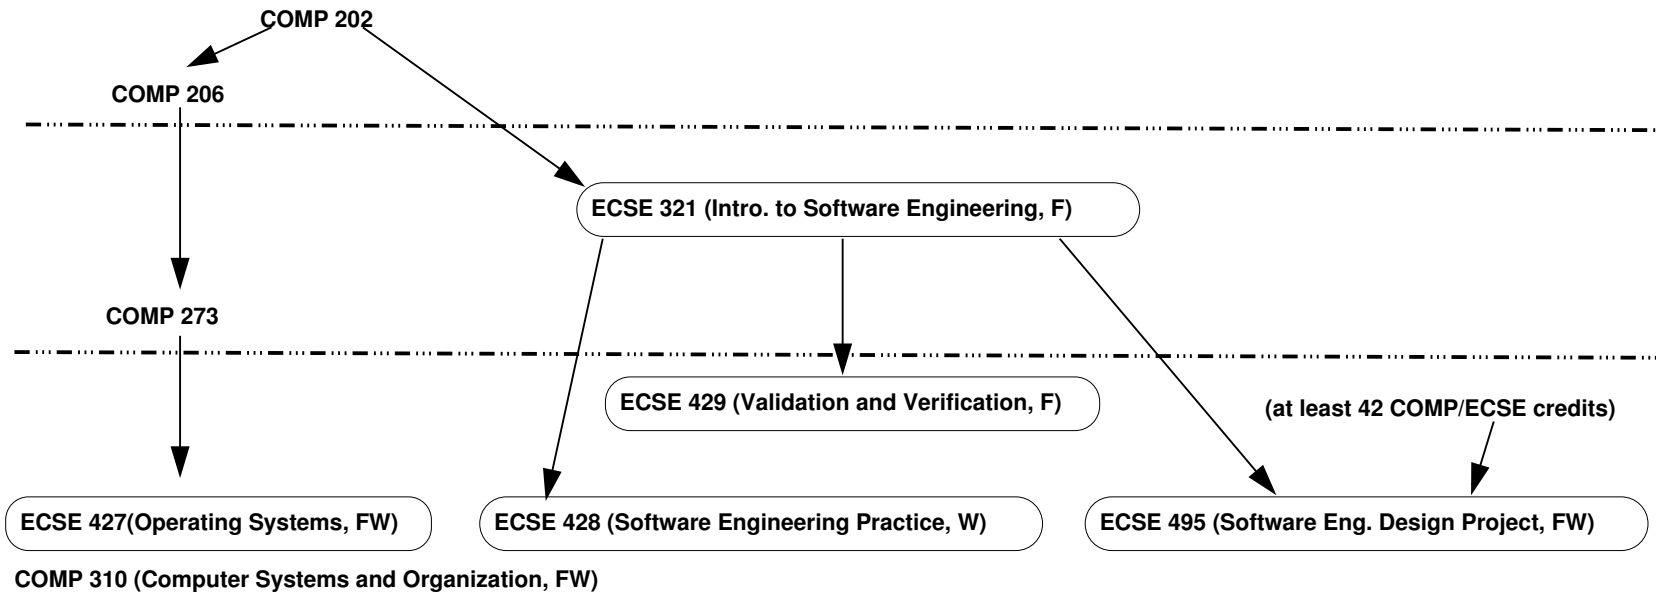 COMP 202
COMP 206
ECSE 321 (Intro. to Software Engineering, F)
COMP 273
ECSE 429 (Validation and Verification, F)
(at least 42 COMP/ECSE credits)
ECSE 427(Operating Systems, FW)
ECSE 428 (Software Engineering Practice, W)
ECSE 495 (Software Eng. Design Project, FW)
COMP 310 (Computer Systems and Organization, FW)